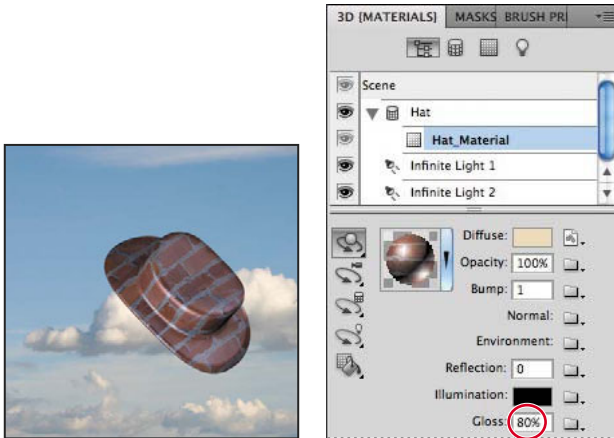 3D {MATERIALS} MASKS BRUSH PRI
Scene
Hat
Hat_Material
Infinite Light 1
Infinite Light 2
Diffuse:
Opacity: 100%
Bump: 1
Normal:
Environment:
Reflection: 0
Illumination:
Gloss: 80%